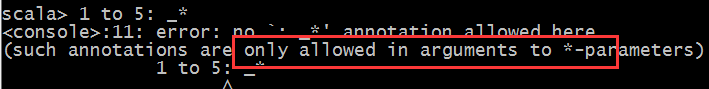 scala> 1 to 5: _*
<console>:11: error: no `: _*' annotation allowed here
(such annotations are only allowed in arguments to *-parameters)
1 to 5: _*
^